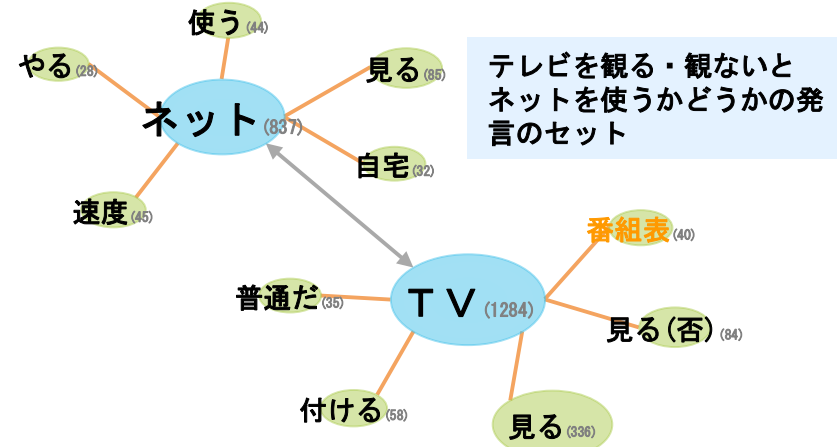 使う(44)
やる(28)
見る(85)
ネット(837)
自宅(32)
速度(45)
テレビを観る・観ないと
ネットを使うかどうかの発
言のセット
番組表(40)
普通だ(35)
TV(1284)
見る(否)(84)
付ける(58)
見る(336)